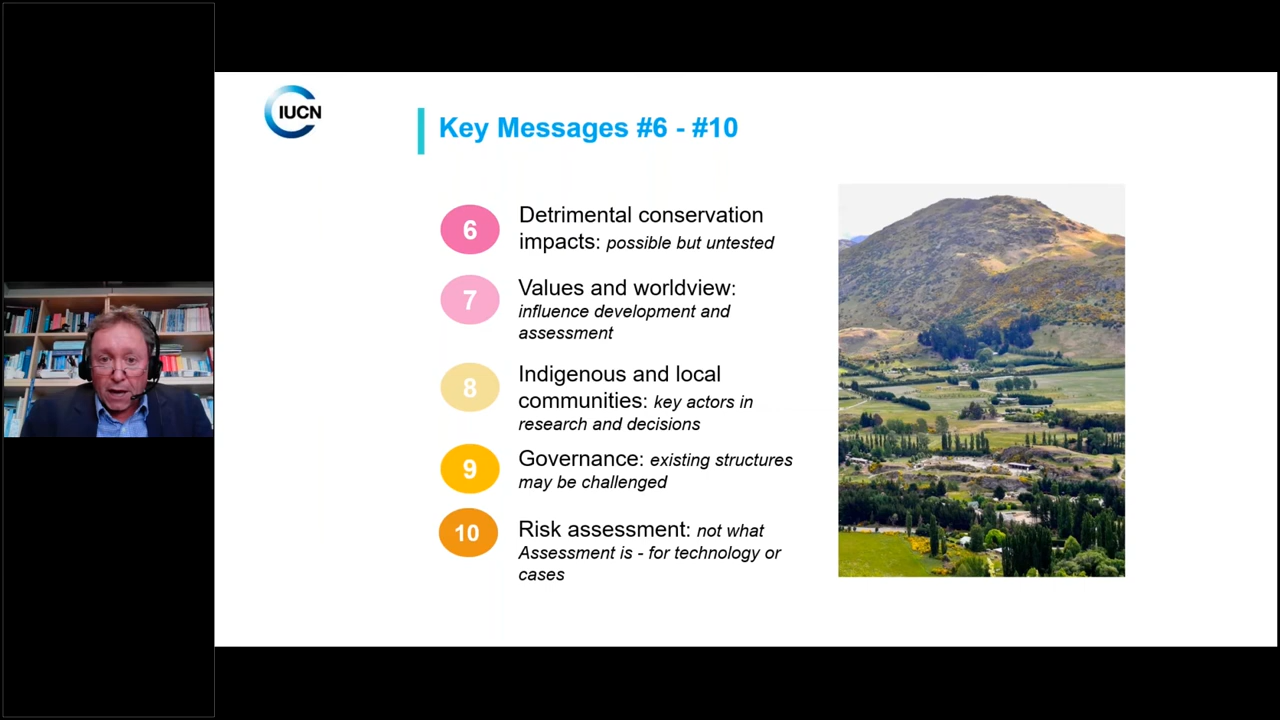 IUCN
Key Messages #6 - #10
6
Detrimental conservation
impacts: possible but untested
7
Values and worldview:
influence development and
assessment
8
Indigenous and local
communities: key actors in
research and decisions
9
Governance: existing structures
may be challenged
10
Risk assessment: not what
Assessment is - for technology or
cases